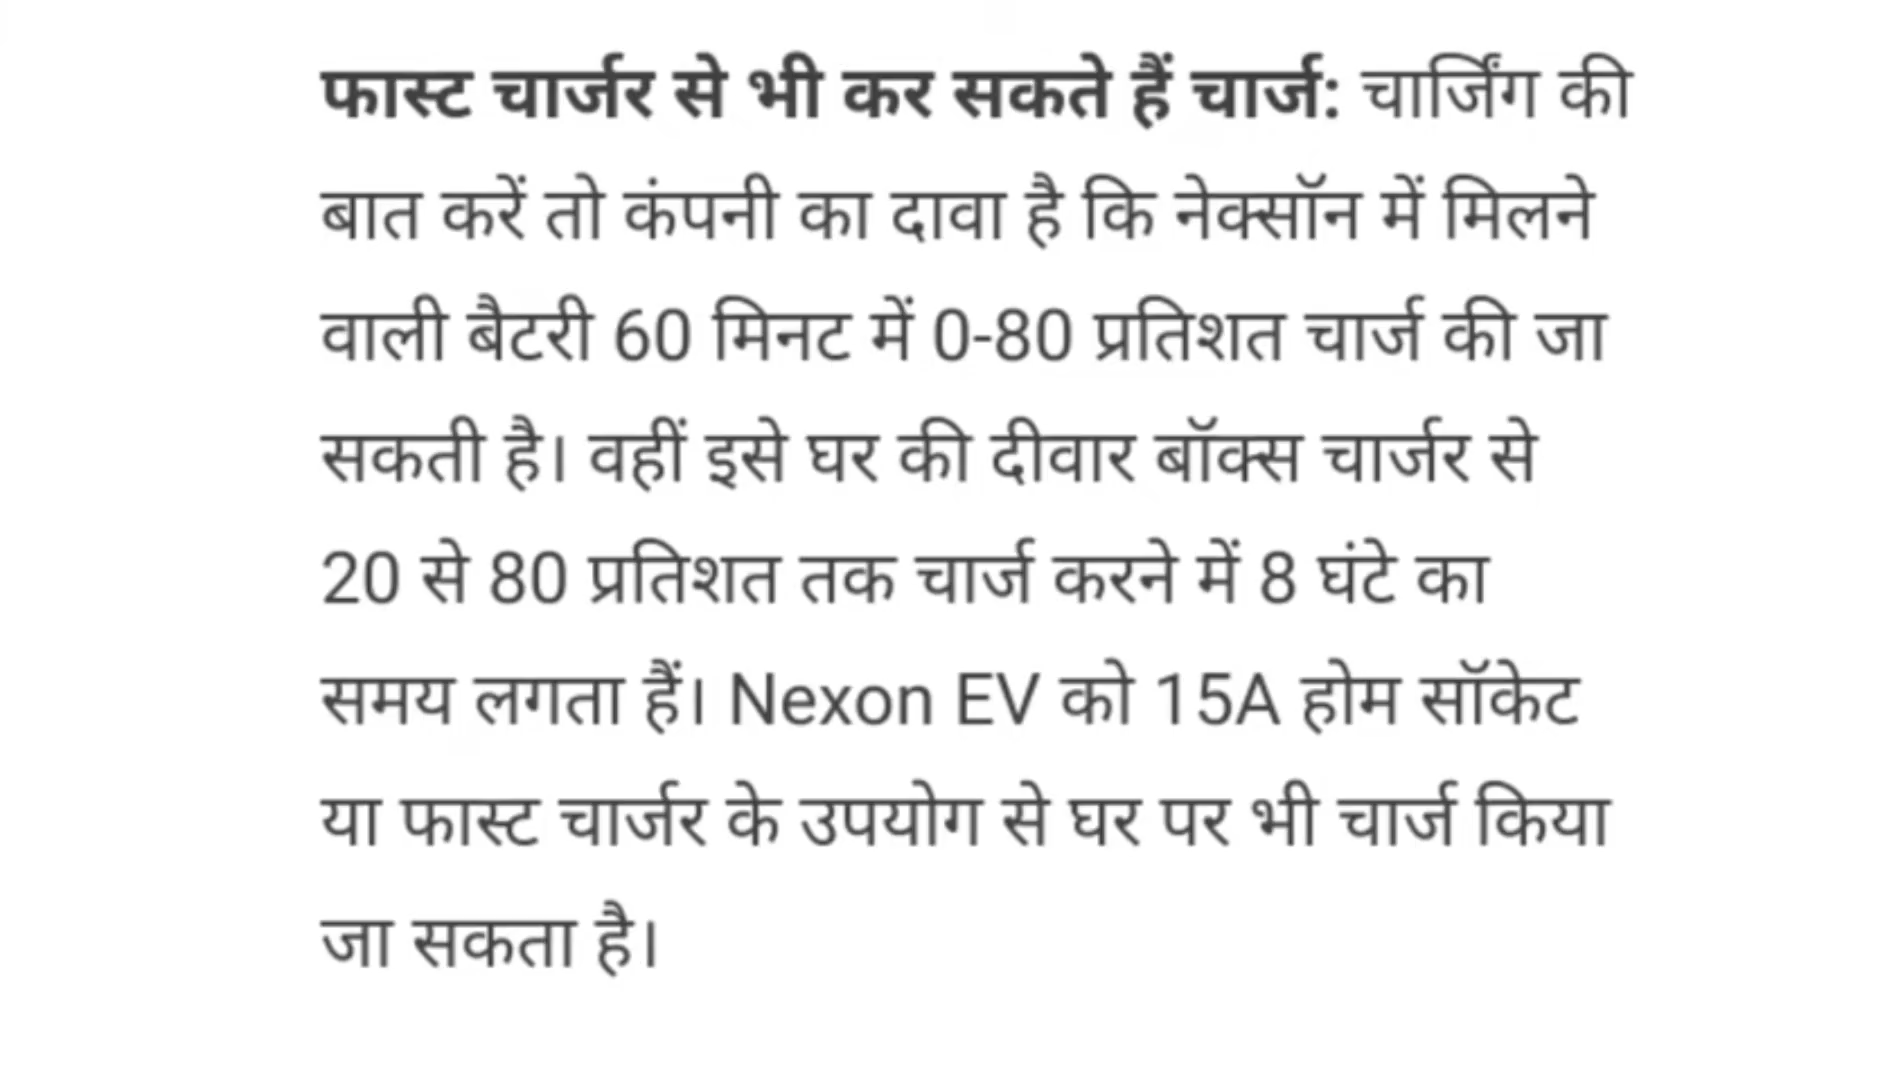 फास्ट चार्जर से भी कर सकते हैं चार्ज: चार्जिंग की
बात करें तो कंपनी का दावा है कि नेक्सॉन में मिलने
वाली बैटरी 60 मिनट में 0-80 प्रतिशत चार्ज की जा
सकती है। वहीं इसे घर की दीवार बॉक्स चार्जर से
20 से 80 प्रतिशत तक चार्ज करने में 8 घंटे का
समय लगता हैं। Nexon EV को 15A होम सॉकेट
या फास्ट चार्जर के उपयोग से घर पर भी चार्ज किया
जा सकता है।